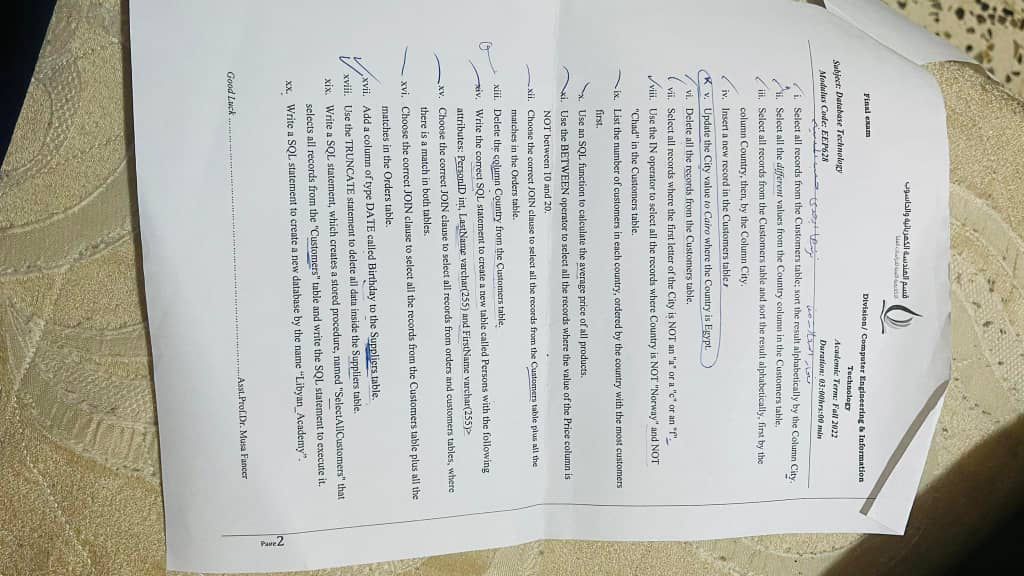 قسم الهندسة الكهربائية والحاسوب
Division/ Computer Engineering & Information
Technology
Final exam
Academic Term: Fall 2022
Subject: Database Technology
Duration: 03:00hrs:00 min
Modulus Code: EEP628
i. Select all records from the Customers table; sort the result alphabetically by the Column City.
ii. Select all the different values from the Country column in the Customers table.
iii. Select all records from the Customers table and sort the result alphabetically, first by the
column Country, then, by the Column City.
iv. Insert a new record in the Customers table.
v. Update the City value to Cairo where the Country is Egypt.
vi. Delete all the records from the Customers table.
vii. Select all records where the first letter of the City is NOT an "a" or a "c" or an "f"
viii. Use the IN operator to select all the records where Country is NOT "Norway" and NOT
"Chad" in the Customers table.
ix. List the number of customers in each country, ordered by the country with the most customers
first.
x. Use an SQL function to calculate the average price of all products.
xi. Use the BETWEEN operator to select all the records where the value of the Price column is
NOT between 10 and 20.
xii. Choose the correct JOIN clause to select all the records from the Customers table plus all the
matches in the Orders table.
xiii. Delete the column Country from the Customers table.
xiv. Write the correct SQL statement to create a new table called Persons with the following
attributes: PersonID int, LastName varchar(255) and FirstName varchar(255)>
xv. Choose the correct JOIN clause to select all records from orders and customers tables, where
there is a match in both tables.
xvi. Choose the correct JOIN clause to select all the records from the Customers table plus all the
matches in the Orders table.
xvii. Add a column of type DATE called Birthday to the Suppliers table.
xviii. Use the TRUNCATE statement to delete all data inside the Suppliers table.
xix. Write a SQL statement, which creates a stored procedure, named "SelectAllCustomers" that
selects all records from the "Customers" table and write the SQL statement to execute it.
xx. Write a SQL statement to create a new database by the name "Libyan_Academy".
Good Luck ........................................................ Asst.Prof.Dr. Musa Faneer
Page 2